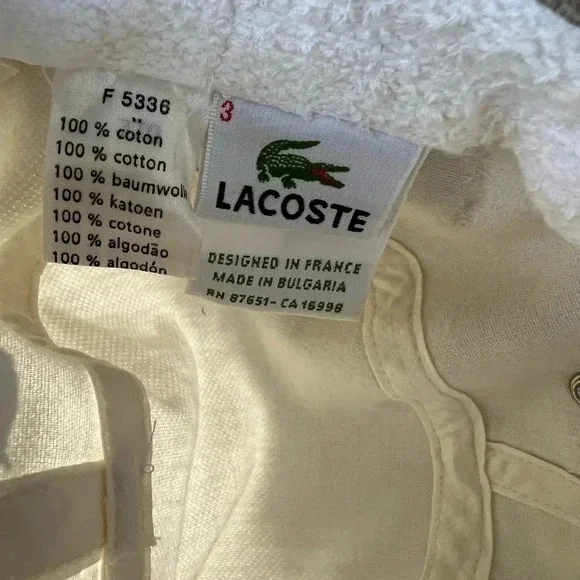 F 5336
100 % coton
100 % cotton
100 % baumwoll
100 % katoen
100 % cotone
100 % algodão
100 % algodón
3
LACOSTE
DESIGNED IN FRANCE
MADE IN BULGARIA
RN 87651 - CA 16998